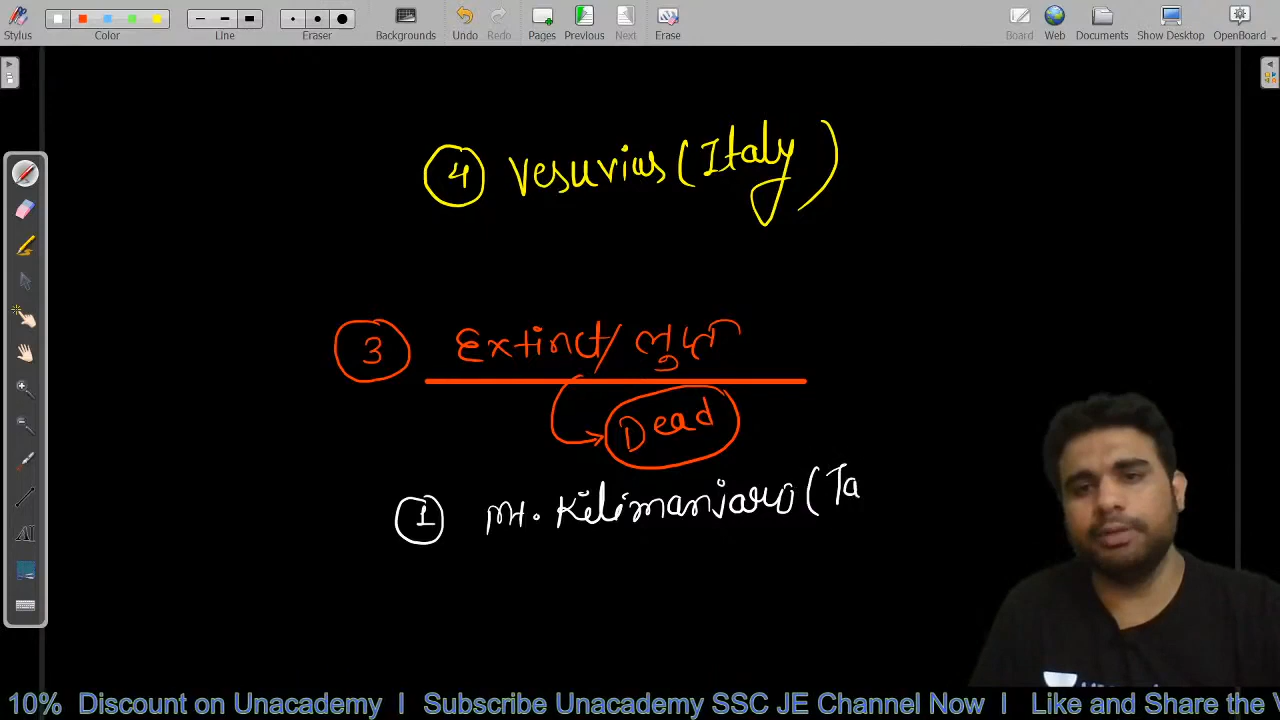 Stylus Color Line Eraser Backgrounds Undo Redo Pages Previous Next Erase Board Web Documents Show Desktop OpenBoard
4 Vesuvius (Italy)
3 Extinct/
Dead
1 Mt. Kilimanjaro (Ta
10% Discount on Unacademy I Subscribe Unacademy SSC JE Channel Now I Like and Share the